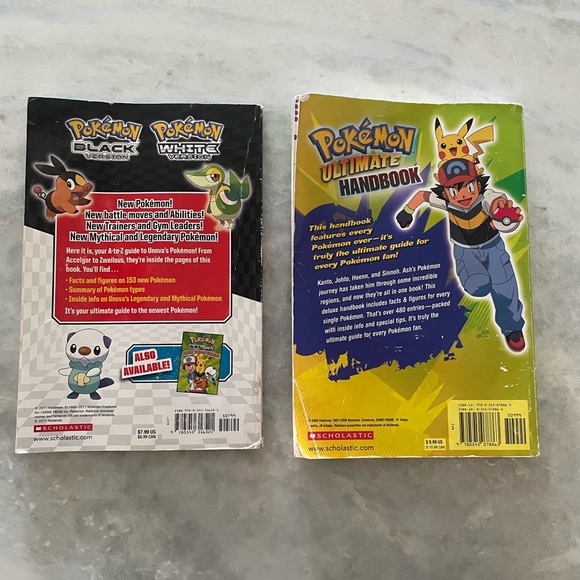 POKéMON
BLACK
VERSION
POKéMON
WHITE
VERSION
New Pokémon!
New battle moves and Abilities!
New Trainers and Gym Leaders!
New Mythical and Legendary Pokémon!
Here it is, your A-to-Z guide to Unova's Pokémon! From
Accelgor to Zweilous, they're inside the pages of this
book. You'll find . . .
• Facts and figures on 153 new Pokémon
• Summary of Pokémon types
• Inside info on Unova's Legendary and Mythical Pokémon
It's your ultimate guide to the newest Pokémon!
ALSO
AVAILABLE!
POKéMON
SCHOLASTIC
www.scholastic.com
$7.99 US
$8.99 CAN
50799
POKéMON
ULTIMATE
HANDBOOK
This handbook
features every
Pokémon ever—it's
truly the ultimate guide for
every Pokémon fan!
Kanto, Johto, Hoenn, and Sinnoh. Ash's Pokémon
journey has taken him through some incredible
regions, and now they're all in one book! This
deluxe handbook includes facts & figures for every
single Pokémon. That's over 480 entries—packed
with inside info and special tips. It's truly the
ultimate guide for every Pokémon fan.
SCHOLASTIC
www.scholastic.com